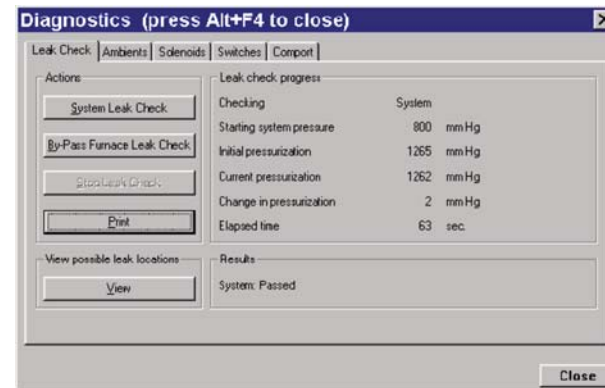 Diagnostics (press Alt+F4 to close)
Leak Check Ambients Solenoids Switches Comport
Actions
System Leak Check
By-Pass Furnace Leak Check
Stop Leak Check
Print
View possible leak locations
View
Leak check progress
Checking System
Starting system pressure 800 mmHg
Initial pressurization 1265 mmHg
Current pressurization 1262 mmHg
Change in pressurization 2 mmHg
Elapsed time 63 sec.
Results
System: Passed
Close